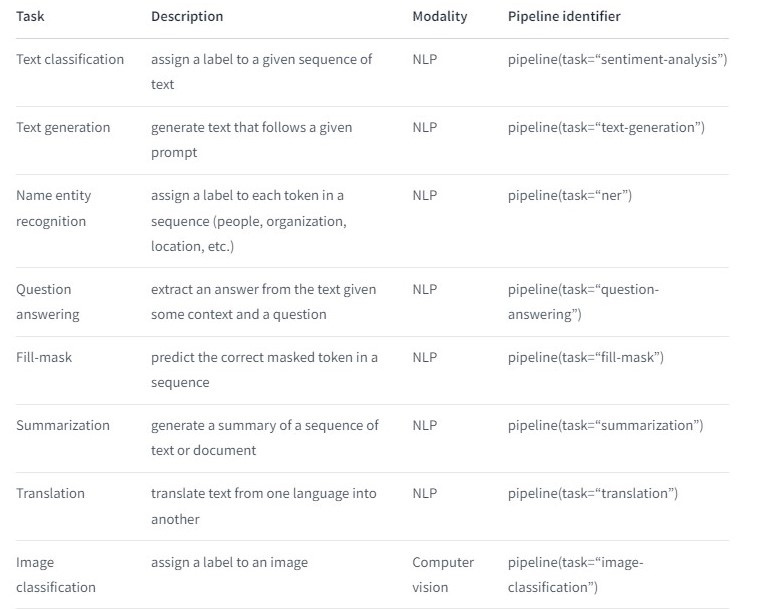 Task Description Modality Pipeline identifier
Text classification assign a label to a given sequence of NLP pipeline(task=“sentiment-analysis”)
text
Text generation generate text that follows a given NLP pipeline(task=“text-generation”)
prompt
Name entity assign a label to each token in a NLP pipeline(task=“ner”)
recognition sequence (people, organization,
location, etc.)
Question extract an answer from the text given NLP pipeline(task=“question-
answering some context and a question answering”)
Fill-mask predict the correct masked token in a NLP pipeline(task=“fill-mask”)
sequence
Summarization generate a summary of a sequence of NLP pipeline(task=“summarization”)
text or document
Translation translate text from one language into NLP pipeline(task=“translation”)
another
Image assign a label to an image Computer pipeline(task=“image-
classification vision classification”)